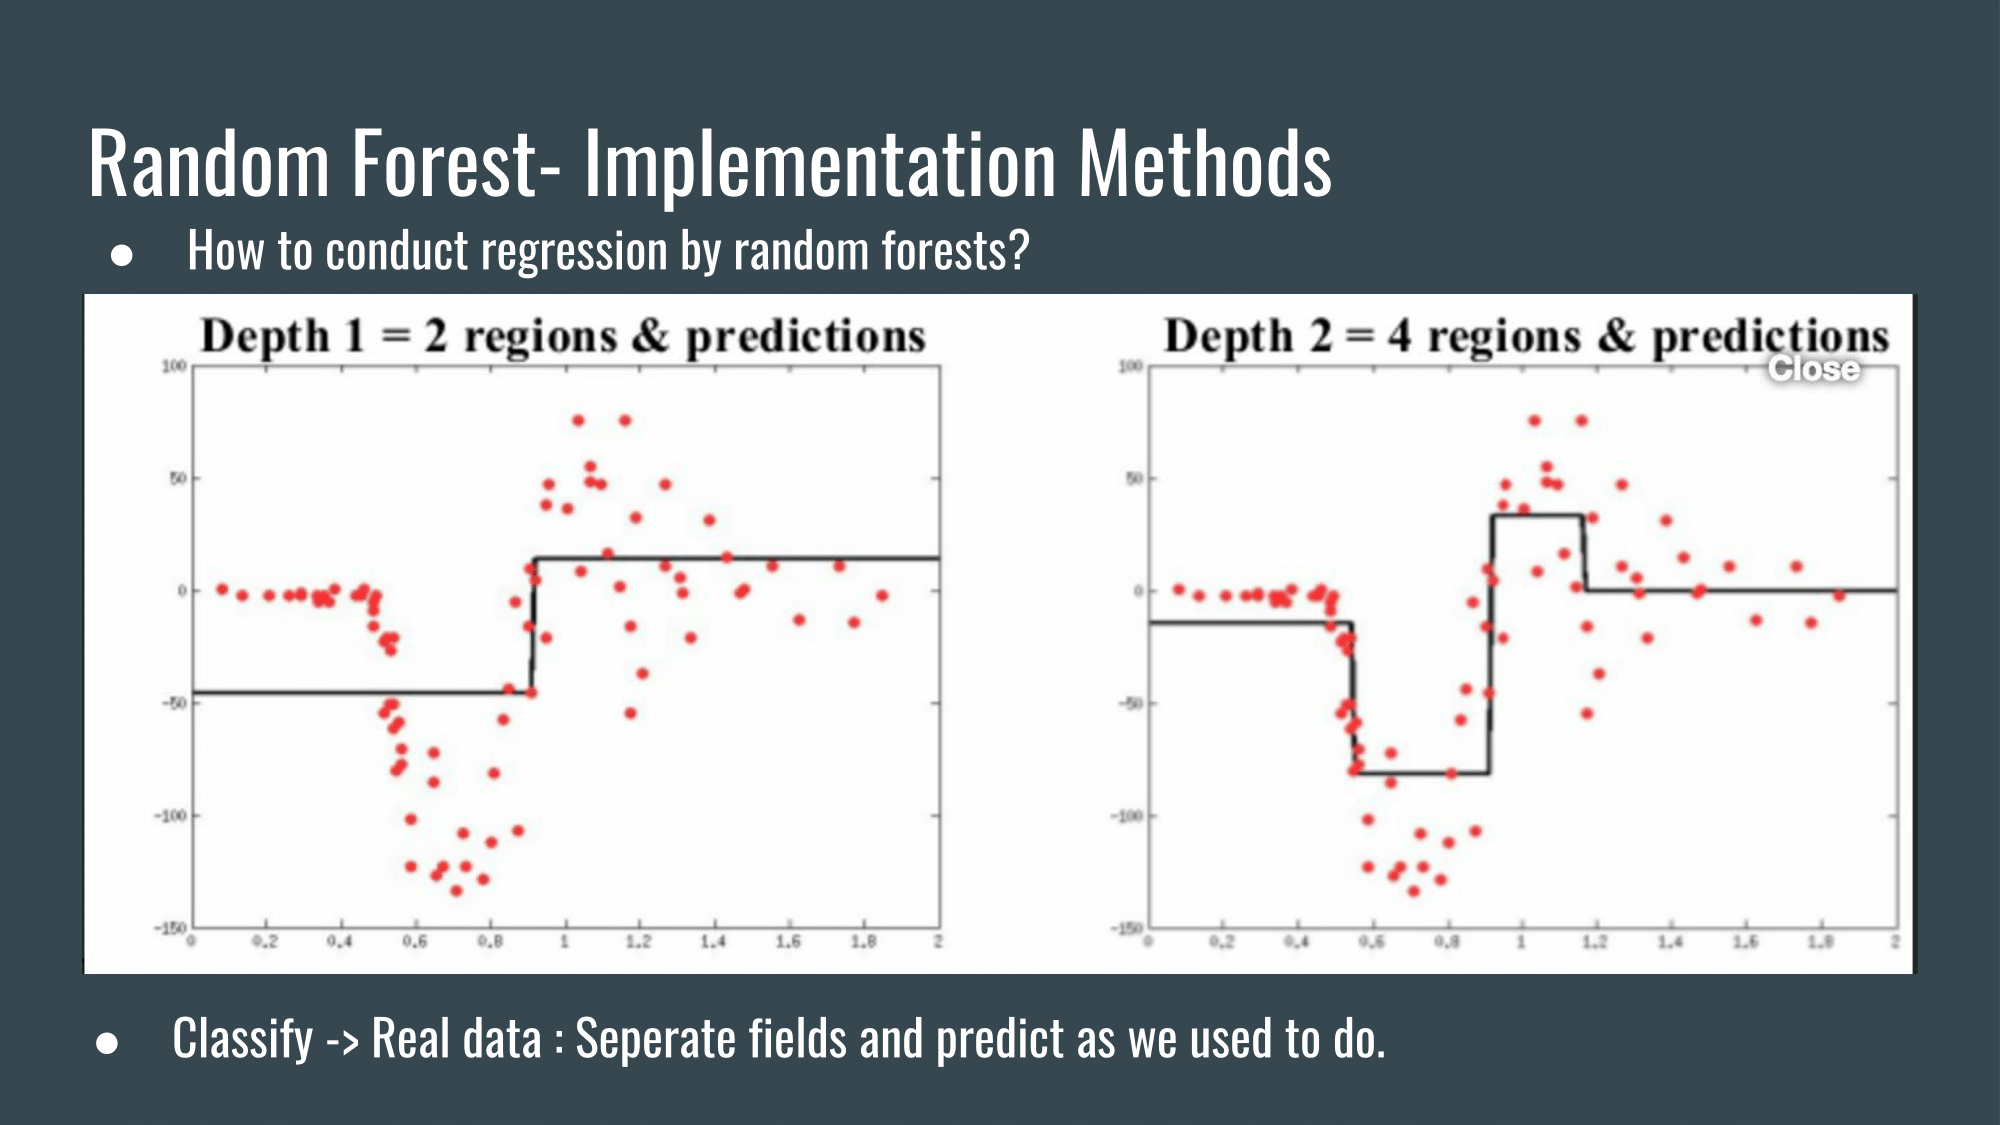 Random Forest- Implementation Methods
● How to conduct regression by random forests?
Depth 1 = 2 regions & predictions
100
50
0
-50
-100
-150
0 0.2 0.4 0.6 0.8 1 1.2 1.4 1.6 1.8 2
Depth 2 = 4 regions & predictions
Close
100
50
0
-50
-100
-150
0 0.2 0.4 0.6 0.8 1 1.2 1.4 1.6 1.8 2
● Classify -> Real data : Seperate fields and predict as we used to do.